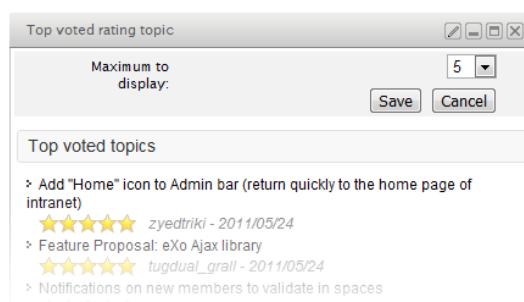 Top voted rating topic
Maximum to
display:
5
Save Cancel
Top voted topics
Add "Home" icon to Admin bar (return quickly to the home page of
intranet)
zyedtriki - 2011/05/24
Feature Proposal: eXo Ajax library
tugdual_grall - 2011/05/24
Notifications on new members to validate in spaces